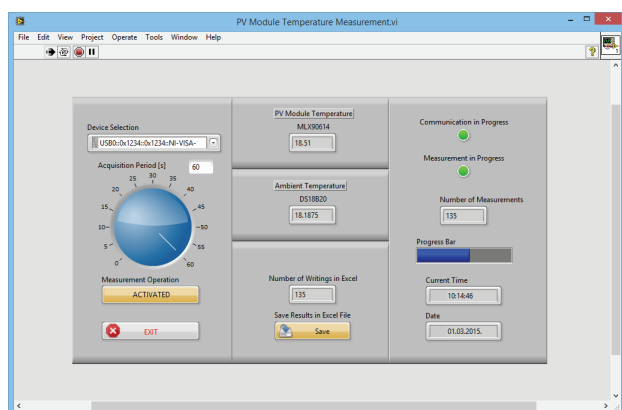 PV Module Temperature Measurement.vi
File Edit View Project Operate Tools Window Help
Device Selection
USB0::0x1234::0x1234::NI-VISA-
Acquisition Period [s]
60
0
5
10
15
20
25
30
35
40
45
50
55
60
Measurement Operation
ACTIVATED
EXIT
PV Module Temperature
MLX90614
18.51
Ambient Temperature
DS18B20
18.1875
Number of Writings in Excel
135
Save Results in Excel File
Save
Communication in Progress
Measurement in Progress
Number of Measurements
135
Progress Bar
Current Time
10:14:46
Date
01.03.2015.